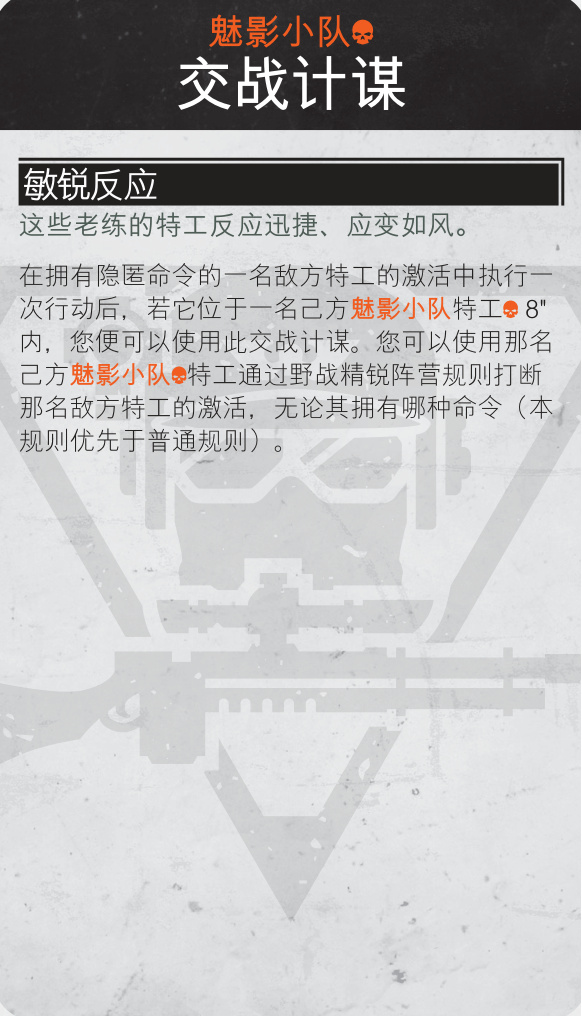 魅影小队
交战计谋
敏锐反应
这些老练的特工反应迅捷、应变如风。
在拥有隐匿命令的一名敌方特工的激活中执行一
次行动后，若它位于一名己方魅影小队特工 8"
内，您便可以使用此交战计谋。您可以使用那名
己方魅影小队特工通过野战精锐阵营规则打断
那名敌方特工的激活，无论其拥有哪种命令（本
规则优先于普通规则）。